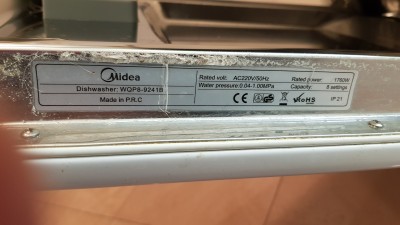 Midea
Dishwasher: WQP8-9241B
Made in P.R.C
Rated volt: AC220V/50Hz
Rated power: 1760W
Water pressure:0.04-1.00MPa
Capacity: 8 settings
CE GS RoHS IP 21